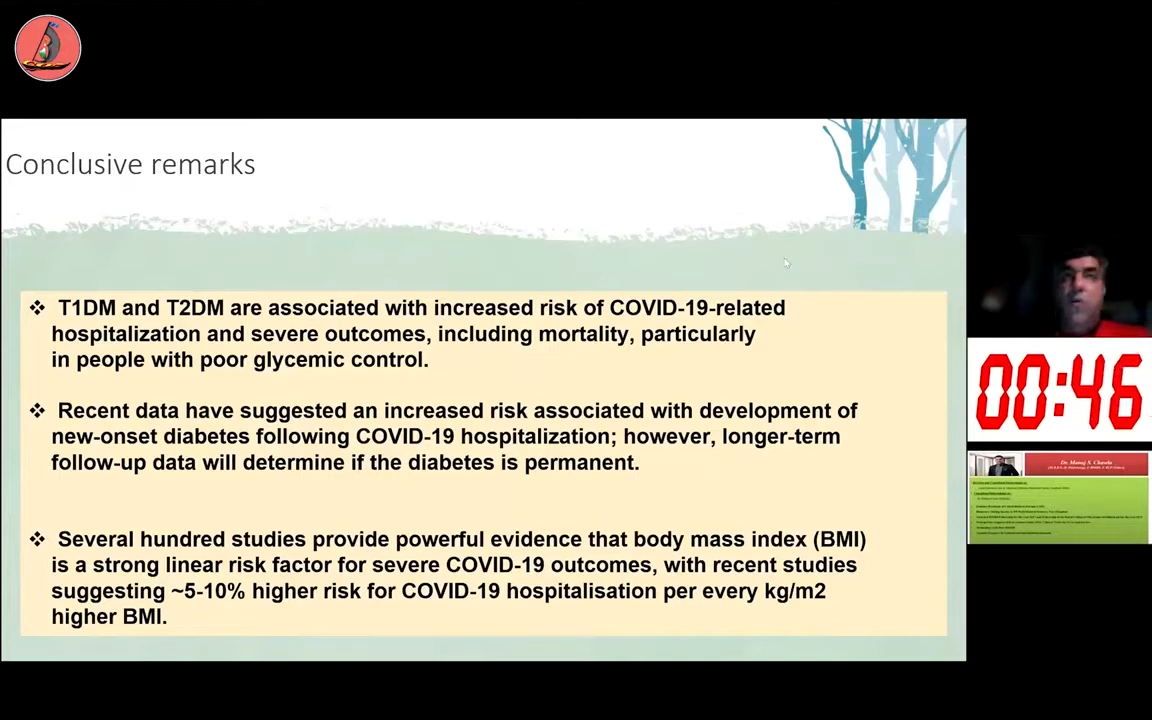 Conclusive remarks
❖ T1DM and T2DM are associated with increased risk of COVID-19-related
hospitalization and severe outcomes, including mortality, particularly
in people with poor glycemic control.
❖ Recent data have suggested an increased risk associated with development of
new-onset diabetes following COVID-19 hospitalization; however, longer-term
follow-up data will determine if the diabetes is permanent.
❖ Several hundred studies provide powerful evidence that body mass index (BMI)
is a strong linear risk factor for severe COVID-19 outcomes, with recent studies
suggesting ~5-10% higher risk for COVID-19 hospitalisation per every kg/m2
higher BMI.
00:46
Dr. Manoj S. Chawla